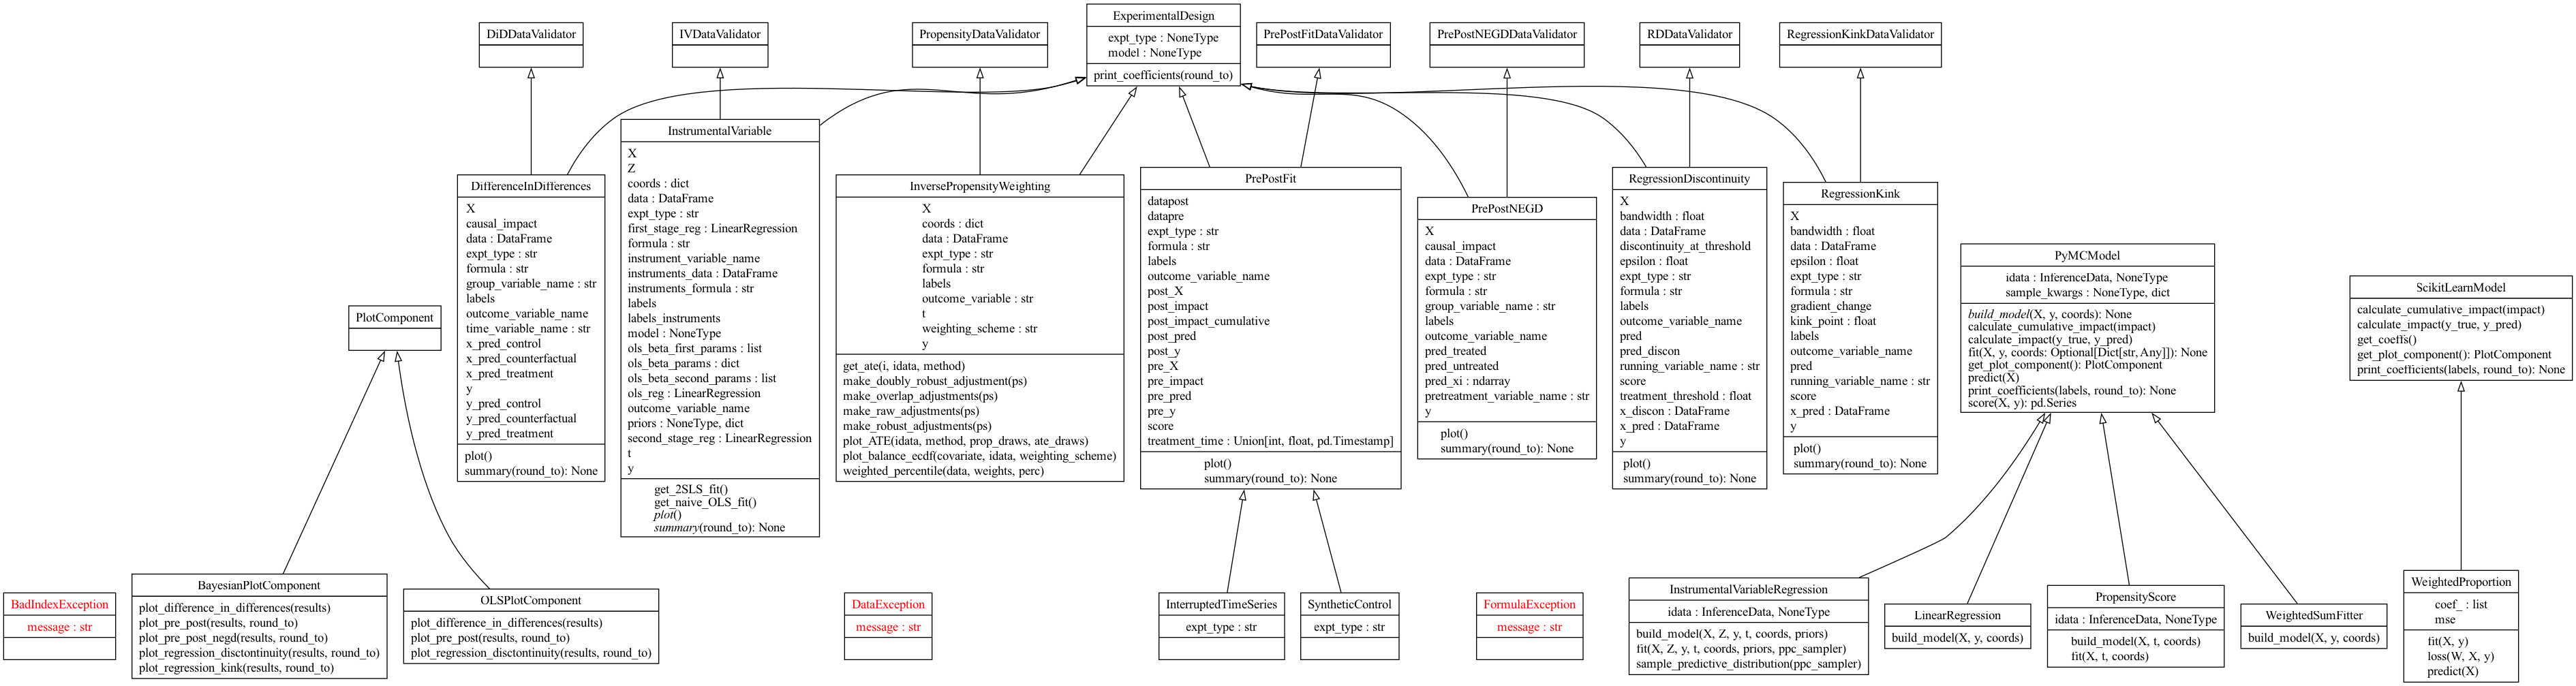 DiDDataValidator
IVDataValidator
PropensityDataValidator
ExperimentalDesign
expt_type : NoneType
model : NoneType
print_coefficients(round_to)
PrePostFitDataValidator
PrePostNEGDDataValidator
RDDataValidator
RegressionKinkDataValidator
DifferenceInDifferences
X
causal_impact
data : DataFrame
expt_type : str
formula : str
group_variable_name : str
labels
outcome_variable_name
time_variable_name : str
x_pred_control
x_pred_counterfactual
x_pred_treatment
y
y_pred_control
y_pred_counterfactual
y_pred_treatment
plot()
summary(round_to): None
InstrumentalVariable
X
Z
coords : dict
data : DataFrame
expt_type : str
first_stage_reg : LinearRegression
formula : str
instrument_variable_name
instruments_data : DataFrame
instruments_formula : str
labels
labels_instruments
model : NoneType
ols_beta_first_params : list
ols_beta_params : dict
ols_beta_second_params : list
ols_reg : LinearRegression
outcome_variable_name
priors : NoneType, dict
second_stage_reg : LinearRegression
t
y
get_2SLS_fit()
get_naive_OLS_fit()
plot()
summary(round_to): None
InversePropensityWeighting
X
coords : dict
data : DataFrame
expt_type : str
formula : str
labels
outcome_variable : str
t
weighting_scheme : str
y
get_ate(i, idata, method)
make_doubly_robust_adjustment(ps)
make_overlap_adjustments(ps)
make_raw_adjustments(ps)
make_robust_adjustments(ps)
plot_ATE(idata, method, prop_draws, ate_draws)
plot_balance_ecdf(covariate, idata, weighting_scheme)
weighted_percentile(data, weights, perc)
PrePostFit
datapost
datapre
expt_type : str
formula : str
labels
outcome_variable_name
post_X
post_impact
post_impact_cumulative
post_pred
post_y
pre_X
pre_impact
pre_pred
pre_y
score
treatment_time : Union[int, float, pd.Timestamp]
plot()
summary(round_to): None
PrePostNEGD
X
causal_impact
data : DataFrame
expt_type : str
formula : str
group_variable_name : str
labels
outcome_variable_name
pred_treated
pred_untreated
pred_xi : ndarray
pretreatment_variable_name : str
y
plot()
summary(round_to): None
RegressionDiscontinuity
X
bandwidth : float
data : DataFrame
discontinuity_at_threshold
epsilon : float
expt_type : str
formula : str
labels
outcome_variable_name
pred
pred_discon
running_variable_name : str
score
treatment_threshold : float
x_discon : DataFrame
x_pred : DataFrame
y
plot()
summary(round_to): None
RegressionKink
X
bandwidth : float
data : DataFrame
epsilon : float
expt_type : str
formula : str
gradient_change
kink_point : float
labels
outcome_variable_name
pred
running_variable_name : str
score
x_pred : DataFrame
y
plot()
summary(round_to): None
PyMCModel
idata : InferenceData, NoneType
sample_kwargs : NoneType, dict
build_model(X, y, coords): None
calculate_cumulative_impact(impact)
calculate_impact(y_true, y_pred)
fit(X, y, coords: Optional[Dict[str, Any]]): None
get_plot_component(): PlotComponent
predict(X)
print_coefficients(labels, round_to): None
score(X, y): pd.Series
ScikitLearnModel
calculate_cumulative_impact(impact)
calculate_impact(y_true, y_pred)
get_coeffs()
get_plot_component(): PlotComponent
print_coefficients(labels, round_to): None
PlotComponent
BadIndexException
message : str
BayesianPlotComponent
plot_difference_in_differences(results)
plot_pre_post(results, round_to)
plot_pre_post_negd(results, round_to)
plot_regression_disctontinuity(results, round_to)
plot_regression_kink(results, round_to)
OLSPlotComponent
plot_difference_in_differences(results)
plot_pre_post(results, round_to)
plot_regression_disctontinuity(results, round_to)
DataException
message : str
InterruptedTimeSeries
expt_type : str
SyntheticControl
expt_type : str
FormulaException
message : str
InstrumentalVariableRegression
idata : InferenceData, NoneType
build_model(X, Z, y, t, coords, priors)
fit(X, Z, y, t, coords, priors, ppc_sampler)
sample_predictive_distribution(ppc_sampler)
LinearRegression
build_model(X, y, coords)
PropensityScore
idata : InferenceData, NoneType
build_model(X, t, coords)
fit(X, t, coords)
WeightedSumFitter
build_model(X, y, coords)
WeightedProportion
coef_ : list
mse
fit(X, y)
loss(W, X, y)
predict(X)